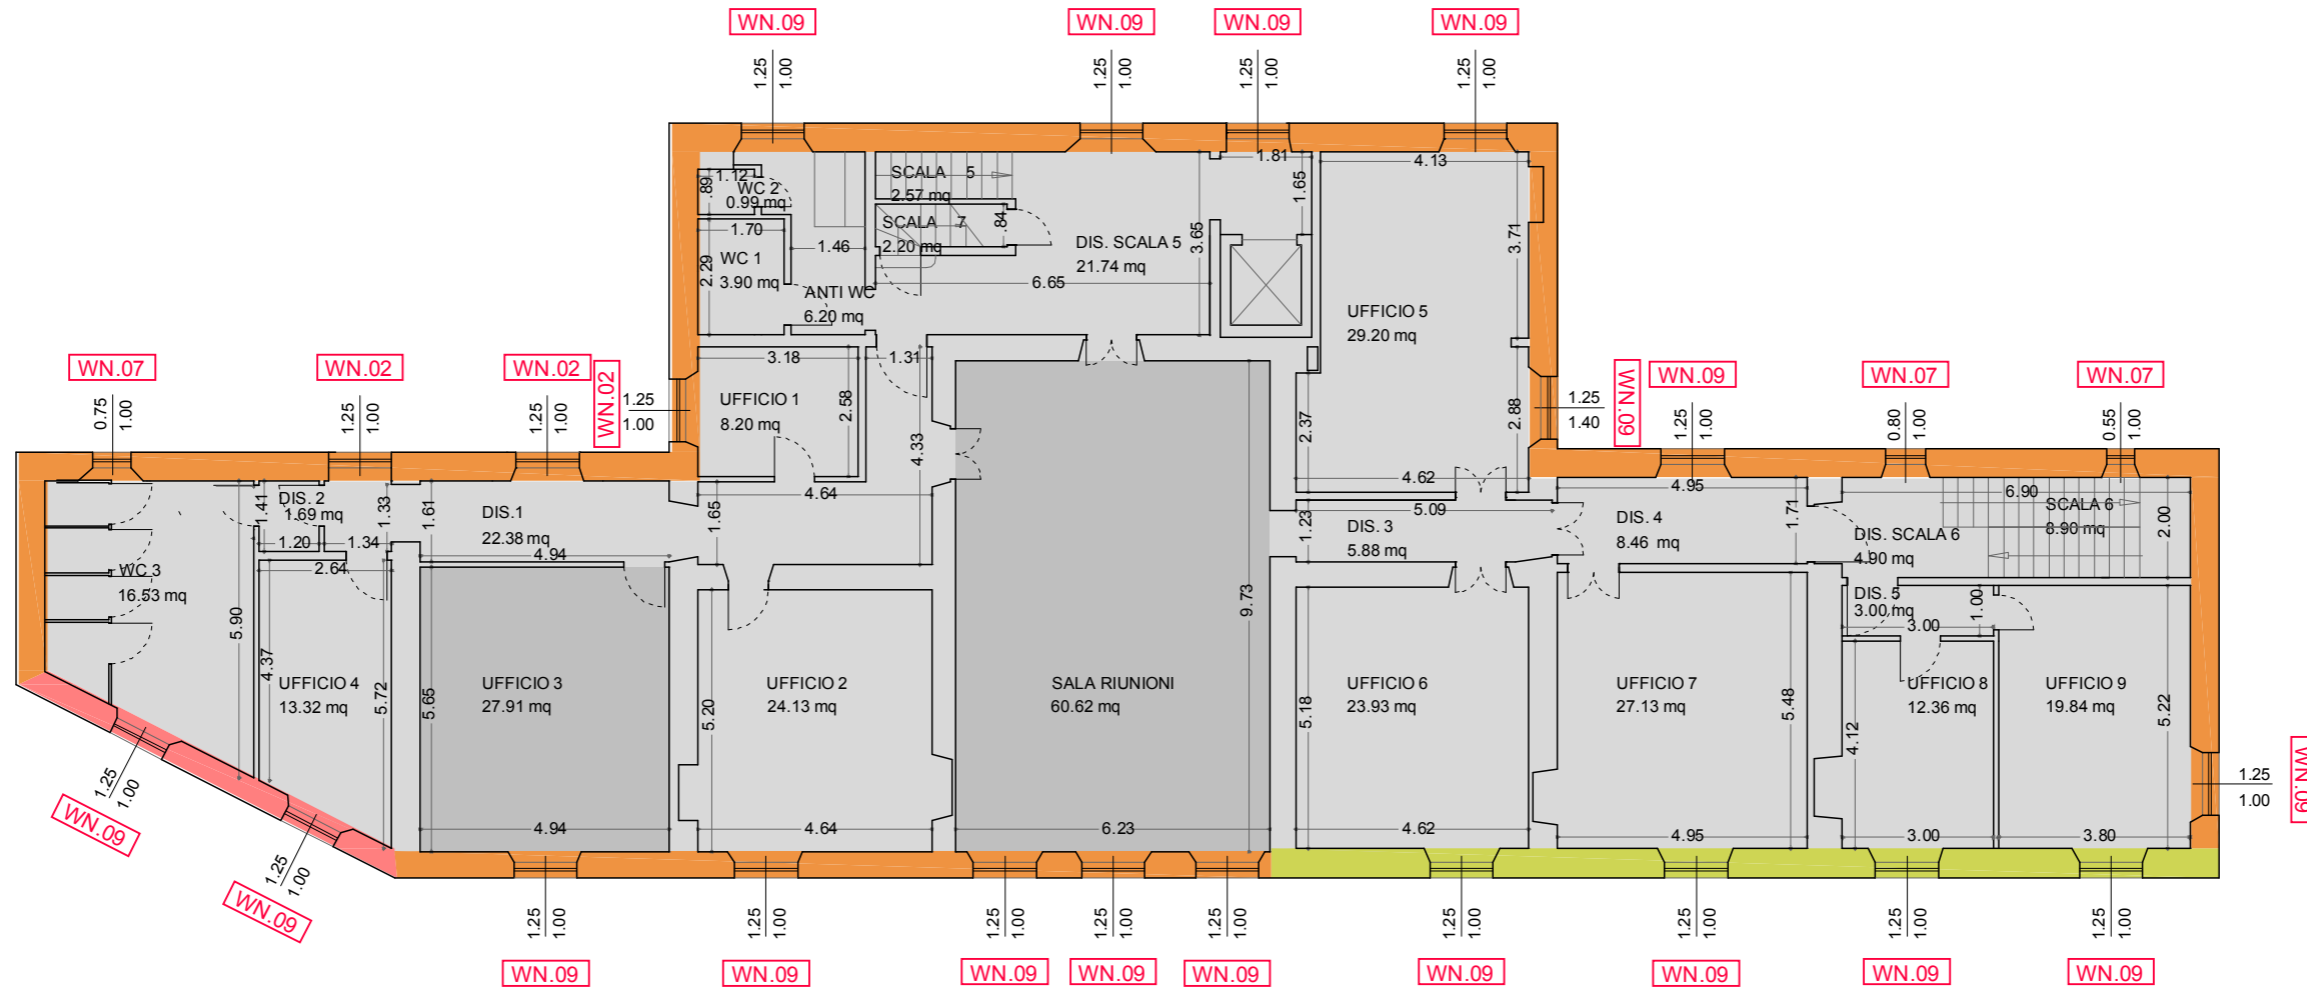 WN.09
WN.09
WN.09
WN.09
1.25
1.00
1.25
1.00
1.25
1.00
1.25
1.00
1.12
.89
WC 2
0.99 mq
1.70
2.29
WC 1
3.90 mq
1.46
ANTI WC
6.20 mq
SCALA 5
2.57 mq
SCALA 7
2.20 mq
.84
DIS. SCALA 5
21.74 mq
3.65
6.65
1.81
1.65
4.13
3.71
UFFICIO 5
29.20 mq
2.37
2.88
4.62
WN.07
WN.02
WN.02
WN.02
WN.09
WN.09
WN.07
WN.07
0.75
1.00
1.25
1.00
1.25
1.00
1.25
1.00
1.25
1.40
1.25
1.00
0.80
1.00
0.55
1.00
3.18
1.31
UFFICIO 1
8.20 mq
2.58
4.33
4.64
1.65
DIS. 2
1.69 mq
1.41
1.33
1.20
1.34
1.61
DIS.1
22.38 mq
4.94
2.64
WC 3
16.53 mq
5.90
4.37
5.72
UFFICIO 4
13.32 mq
UFFICIO 3
27.91 mq
5.65
4.94
UFFICIO 2
24.13 mq
5.20
4.64
SALA RIUNIONI
60.62 mq
9.73
6.23
1.23
DIS. 3
5.88 mq
5.09
4.95
DIS. 4
8.46 mq
1.71
6.90
SCALA 6
8.90 mq
2.00
DIS. SCALA 6
4.90 mq
DIS. 5
3.00 mq
3.00
1.00
UFFICIO 6
23.93 mq
5.18
4.62
UFFICIO 7
27.13 mq
5.48
4.95
UFFICIO 8
12.36 mq
4.12
3.00
UFFICIO 9
19.84 mq
5.22
3.80
1.25
1.00
WN.09
1.25
1.00
WN.09
1.25
1.00
WN.09
1.25
1.00
1.25
1.00
1.25
1.00
1.25
1.00
1.25
1.00
1.25
1.00
1.25
1.00
1.25
1.00
1.25
1.00
WN.09
WN.09
WN.09
WN.09
WN.09
WN.09
WN.09
WN.09
WN.09